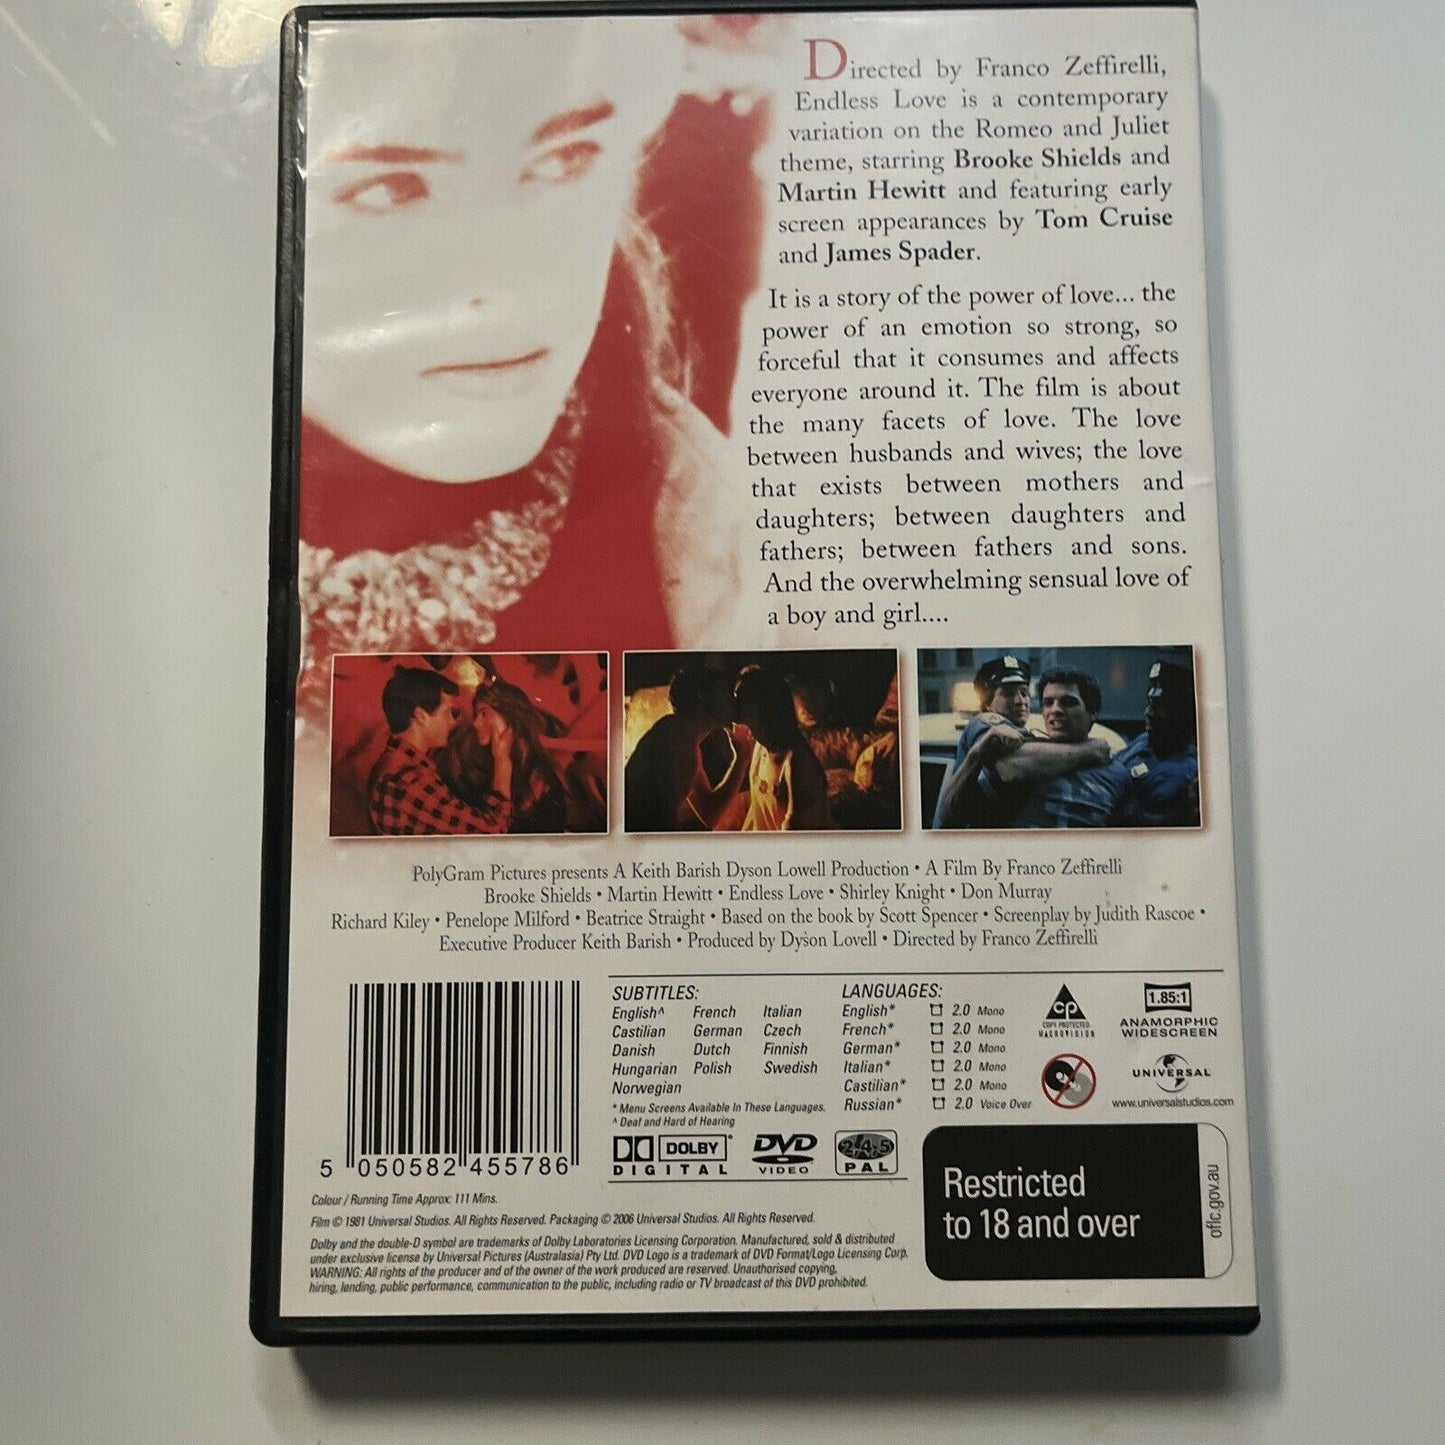 Directed by Franco Zeffirelli,
Endless Love is a contemporary
variation on the Romeo and Juliet
theme, starring Brooke Shields and
Martin Hewitt and featuring early
screen appearances by Tom Cruise
and James Spader.
It is a story of the power of love... the
power of an emotion so strong, so
forceful that it consumes and affects
everyone around it. The film is about
the many facets of love. The love
between husbands and wives; the love
that exists between mothers and
daughters; between daughters and
fathers; between fathers and sons.
And the overwhelming sensual love of
a boy and girl....
PolyGram Pictures presents A Keith Barish Dyson Lowell Production • A Film By Franco Zeffirelli
Brooke Shields • Martin Hewitt • Endless Love • Shirley Knight • Don Murray
Richard Kiley • Penelope Milford • Beatrice Straight • Based on the book by Scott Spencer • Screenplay by Judith Rascoe •
Executive Producer Keith Barish • Produced by Dyson Lovell • Directed by Franco Zeffirelli
5 050582 455786
SUBTITLES:
English^ French Italian
Castilian German Czech
Danish Dutch Finnish
Hungarian Polish Swedish
Norwegian
* Menu Screens Available In These Languages.
^ Deaf and Hard of Hearing
LANGUAGES:
English* 2.0 Mono
French* 2.0 Mono
German* 2.0 Mono
Italian* 2.0 Mono
Castilian* 2.0 Mono
Russian* 2.0 Voice Over
CP
COPY PROTECTED
MACROVISION
1.85:1
ANAMORPHIC
WIDESCREEN
UNIVERSAL
www.universalstudios.com
DOLBY
DIGITAL
DVD
VIDEO
2-4-5
PAL
Restricted
to 18 and over
oflc.gov.au
Colour / Running Time Approx: 111 Mins.
Film © 1981 Universal Studios. All Rights Reserved. Packaging © 2006 Universal Studios. All Rights Reserved.
Dolby and the double-D symbol are trademarks of Dolby Laboratories Licensing Corporation. Manufactured, sold & distributed
under exclusive license by Universal Pictures (Australasia) Pty Ltd. DVD Logo is a trademark of DVD Format/Logo Licensing Corp.
WARNING: All rights of the producer and of the owner of the work produced are reserved. Unauthorised copying,
hiring, lending, public performance, communication to the public, including radio or TV broadcast of this DVD prohibited.